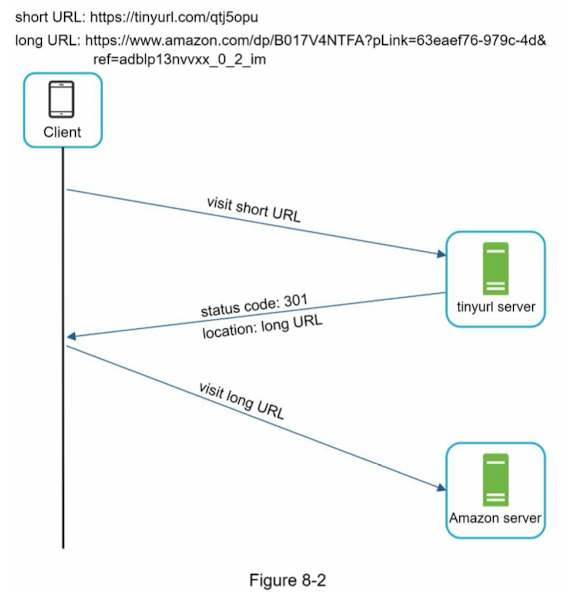 short URL: https://tinyurl.com/qtj5opu
long URL: https://www.amazon.com/dp/B017V4NTFA?pLink=63eaef76-979c-4d&
ref=adblp13nvvxx_0_2_im
Client
visit short URL
status code: 301
location: long URL
tinyurl server
visit long URL
Amazon server
Figure 8-2